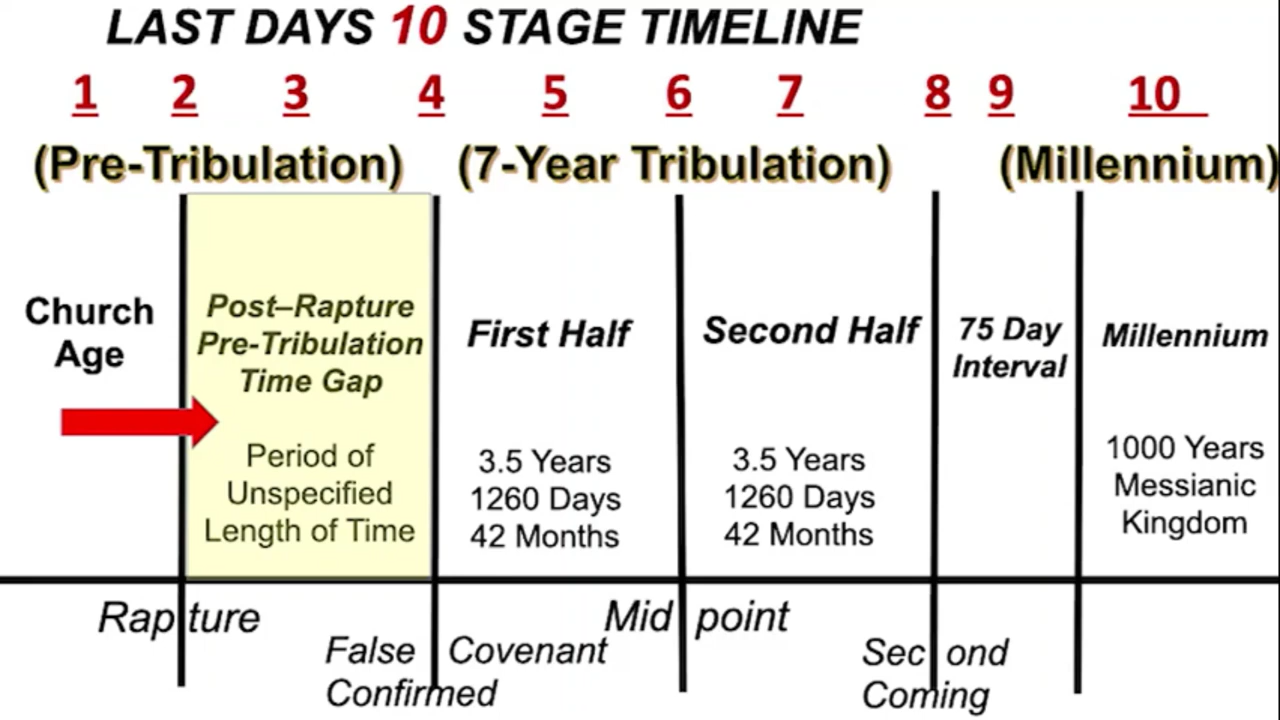 LAST DAYS 10 STAGE TIMELINE
1 2 3 4 5 6 7 8 9 10
(Pre-Tribulation) (7-Year Tribulation) (Millennium)
Church
Age
Post–Rapture
Pre-Tribulation
Time Gap
Period of
Unspecified
Length of Time
First Half
3.5 Years
1260 Days
42 Months
Second Half
3.5 Years
1260 Days
42 Months
75 Day
Interval
Millennium
1000 Years
Messianic
Kingdom
Rapture
False Covenant
Confirmed
Mid point
Sec ond
Coming